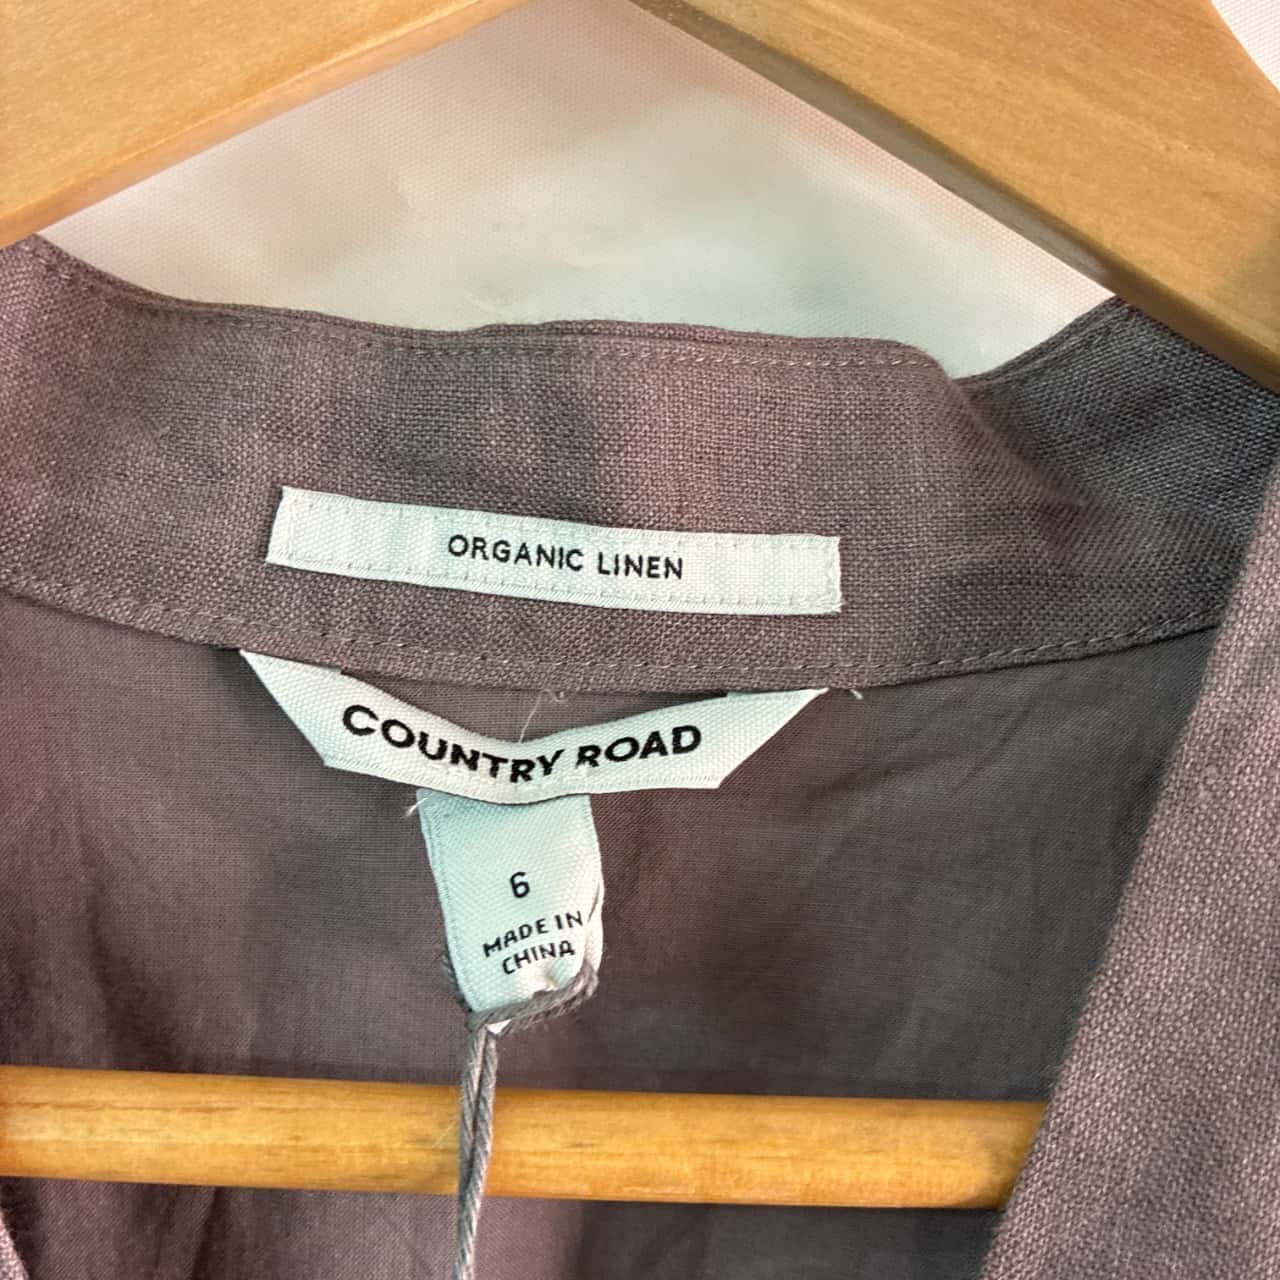 ORGANIC LINEN
COUNTRY ROAD
6
MADE IN
CHINA